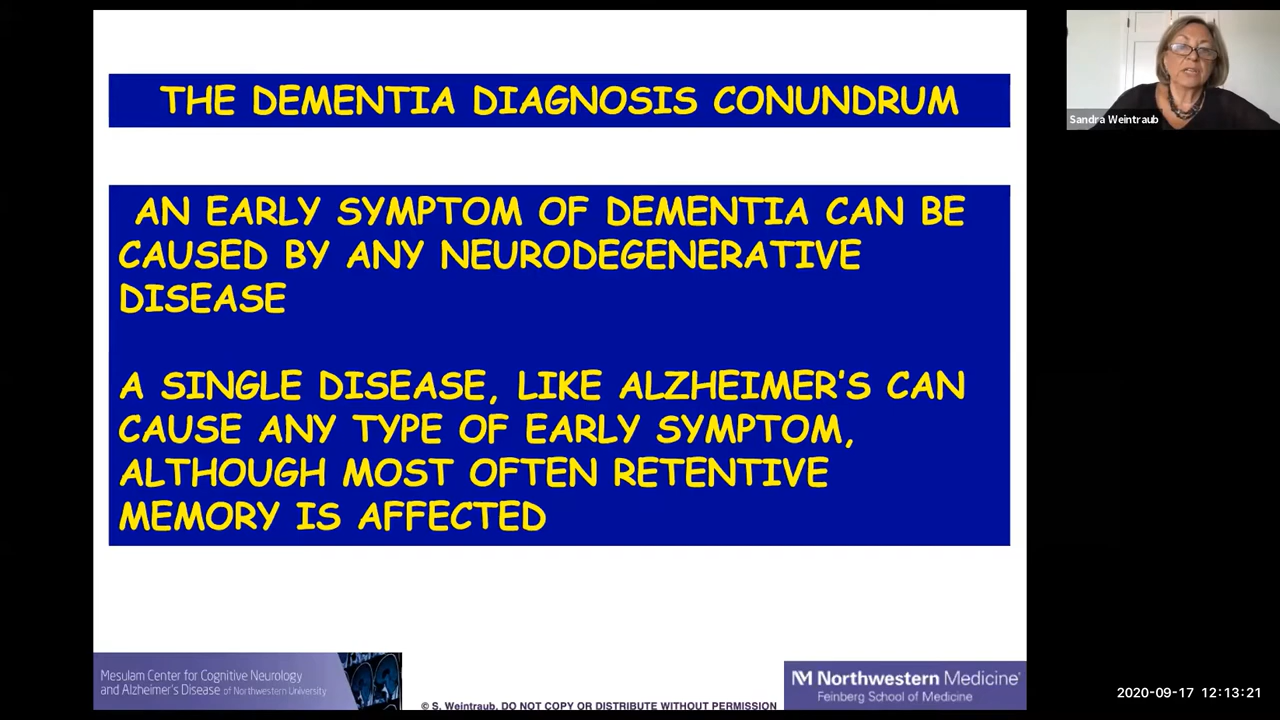 THE DEMENTIA DIAGNOSIS CONUNDRUM
AN EARLY SYMPTOM OF DEMENTIA CAN BE
CAUSED BY ANY NEURODEGENERATIVE
DISEASE
A SINGLE DISEASE, LIKE ALZHEIMER'S CAN
CAUSE ANY TYPE OF EARLY SYMPTOM,
ALTHOUGH MOST OFTEN RETENTIVE
MEMORY IS AFFECTED
Sandra Weintraub
Mesulam Center for Cognitive Neurology
and Alzheimer's Disease of Northwestern University
© S. Weintraub, DO NOT COPY OR DISTRIBUTE WITHOUT PERMISSION
NM Northwestern Medicine®
Feinberg School of Medicine
2020-09-17 12:13:21